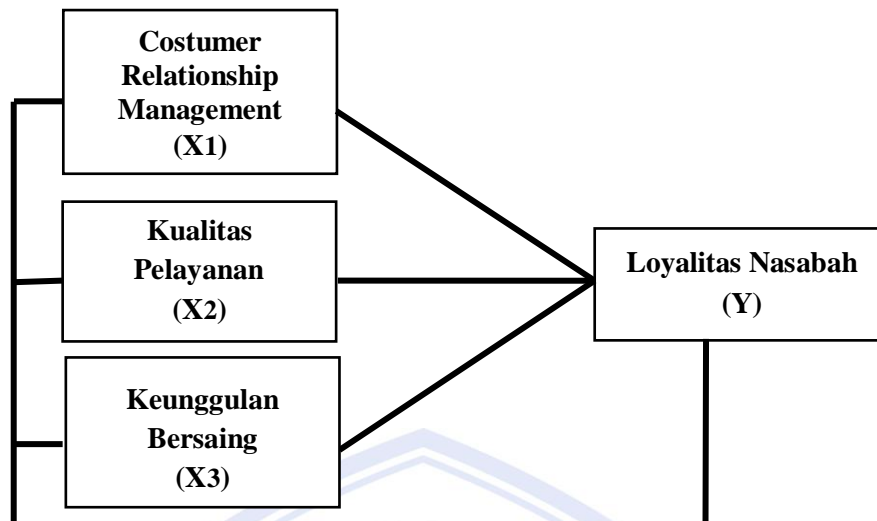 Costumer
Relationship
Management
(X1)
Kualitas
Pelayanan
(X2)
Keunggulan
Bersaing
(X3)
Loyalitas Nasabah
(Y)